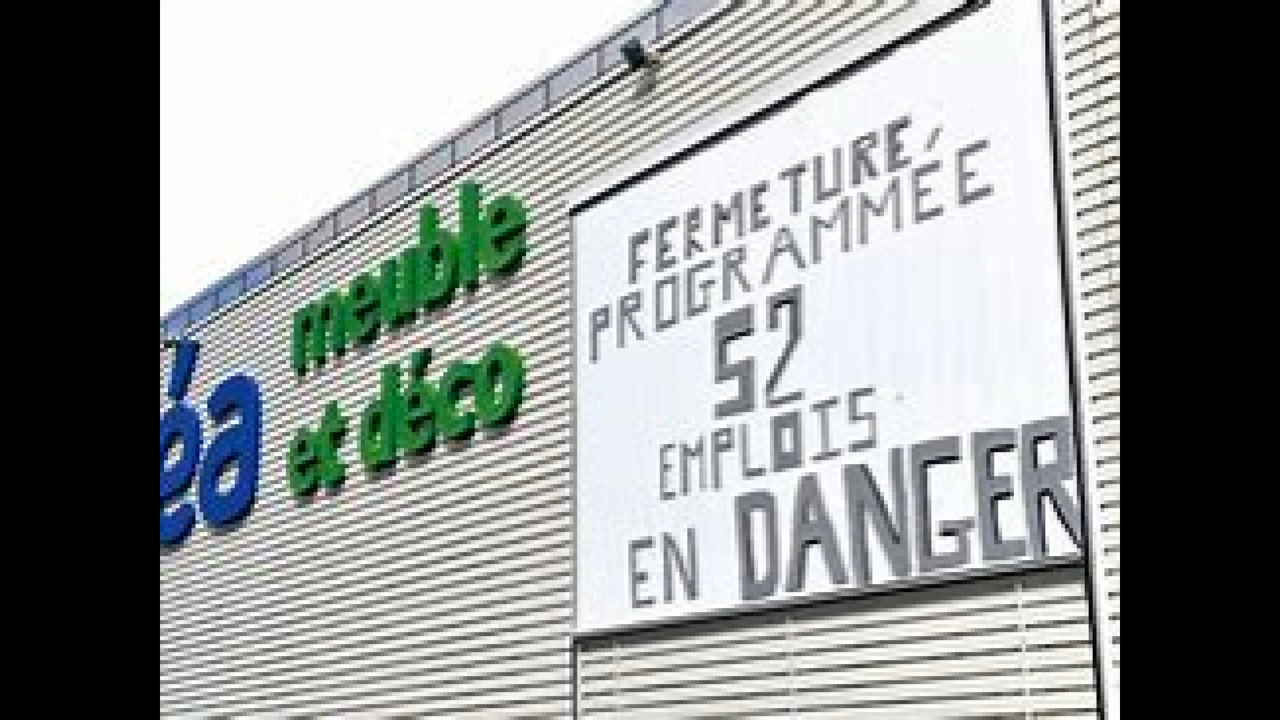 éa
meuble
et déco
FERMETURE
PROGRAMMÉE
52
EMPLOIS
EN DANGER